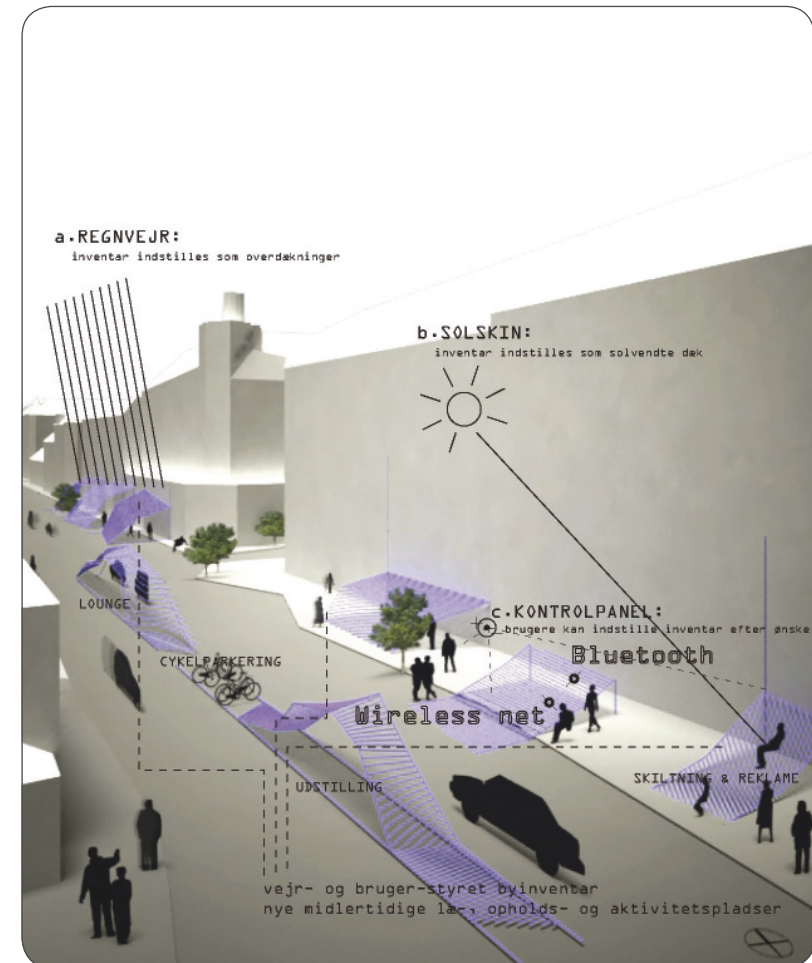 a.REGNVEJR:
inventar indstilles som overdækninger
b.SOLSKIN:
inventar indstilles som solvendte dæk
c.KONTROLPANEL:
brugere kan indstille inventar efter ønske
LOUNGE
Bluetooth
CYKELPARKERING
Wireless net
UDSTILLING
SKILTNING & REKLAME
vejr- og bruger-styret byinventar
nye midlertidige læ-, opholds- og aktivitetspladser